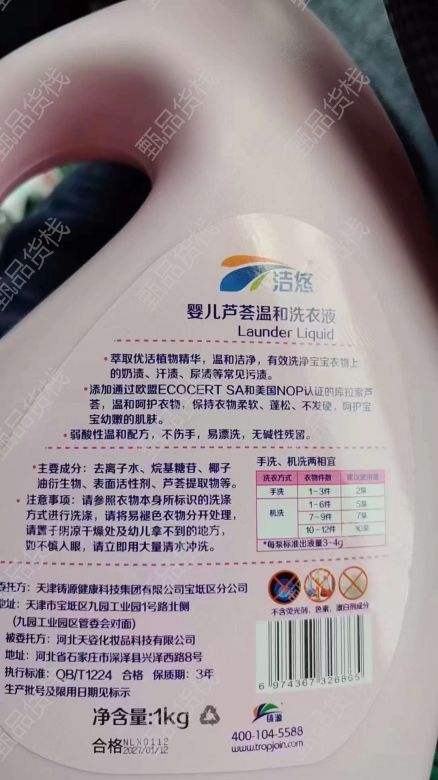 洁悠
婴儿芦荟温和洗衣液
Launder Liquid
· 萃取优活植物精华，温和洁净，有效洗净宝宝衣物上
的奶渍、汗渍、尿渍等常见污渍。
· 添加通过欧盟ECOCERT SA和美国NOP认证的库拉索芦
荟，温和呵护衣物，保持衣物柔软、蓬松、不发硬，呵护宝
宝幼嫩的肌肤。
· 弱酸性温和配方，不伤手，易漂洗，无碱性残留。
· 主要成分：去离子水、烷基糖苷、椰子
油衍生物、表面活性剂、芦荟提取物等。
· 注意事项：请参照衣物本身所标识的洗涤
方式进行洗涤，请将易褪色衣物分开处理，
请置于阴凉干燥处及幼儿拿不到的地方，
如不慎入眼，请立即用大量清水冲洗。
手洗、机洗两相宜
洗衣方式 衣物件数 建议使用量
手洗 1~3件 2泵
机洗 1~6件 5泵
7~9件 7泵
10~12件 10泵
*每泵标准出液量3~4g
不含荧光剂，色素，漂白剂成分
委托方：天津铸源健康科技集团有限公司宝坻区分公司
地址：天津市宝坻区九园工业园1号路北侧
(九园工业园区管委会对面)
被委托方：河北天姿化妆品科技有限公司
地址：河北省石家庄市深泽县兴泽西路8号
执行标准：QB/T1224 合格 保质期：3年
生产批号及限用日期见标示
净含量:1kg
合格 NLX0112
2027/01/12
6 974367 326865
铸源
400-104-5588
www.tropjoin.com
甄品货栈